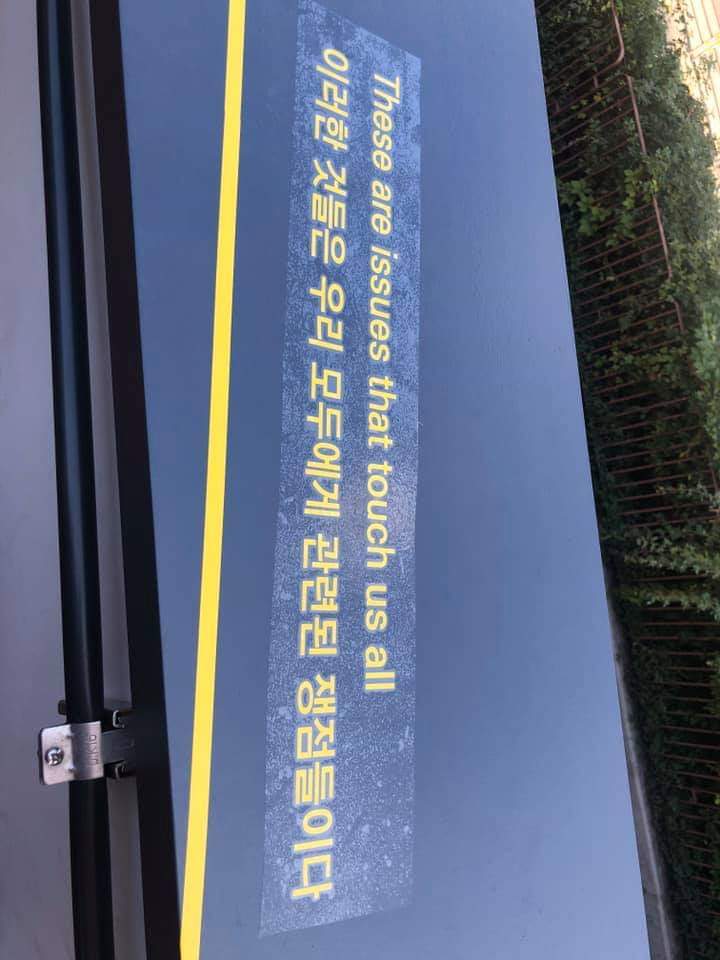 These are issues that touch us all
이러한 것들은 우리 모두에게 관련된 쟁점들이다